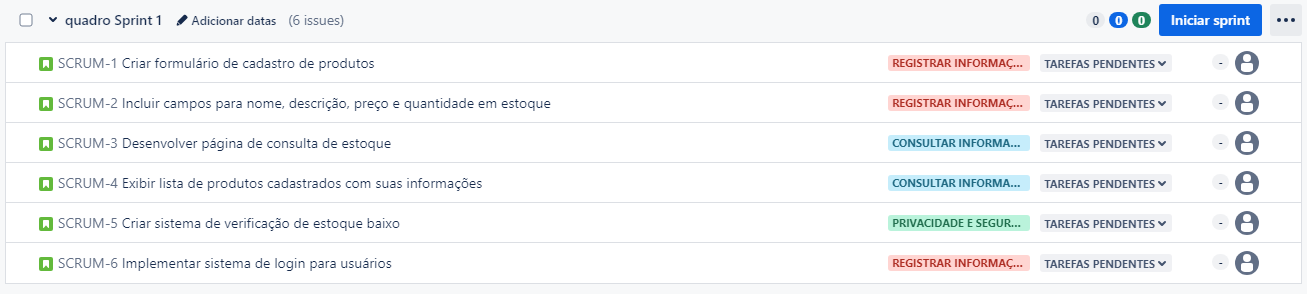 quadro Sprint 1 Adicionar datas (6 issues) 0 0 0 Iniciar sprint
SCRUM-1 Criar formulário de cadastro de produtos REGISTRAR INFORMAÇ... TAREFAS PENDENTES -
SCRUM-2 Incluir campos para nome, descrição, preço e quantidade em estoque REGISTRAR INFORMAÇ... TAREFAS PENDENTES -
SCRUM-3 Desenvolver página de consulta de estoque CONSULTAR INFORMA... TAREFAS PENDENTES -
SCRUM-4 Exibir lista de produtos cadastrados com suas informações CONSULTAR INFORMA... TAREFAS PENDENTES -
SCRUM-5 Criar sistema de verificação de estoque baixo PRIVACIDADE E SEGUR... TAREFAS PENDENTES -
SCRUM-6 Implementar sistema de login para usuários REGISTRAR INFORMAÇ... TAREFAS PENDENTES -